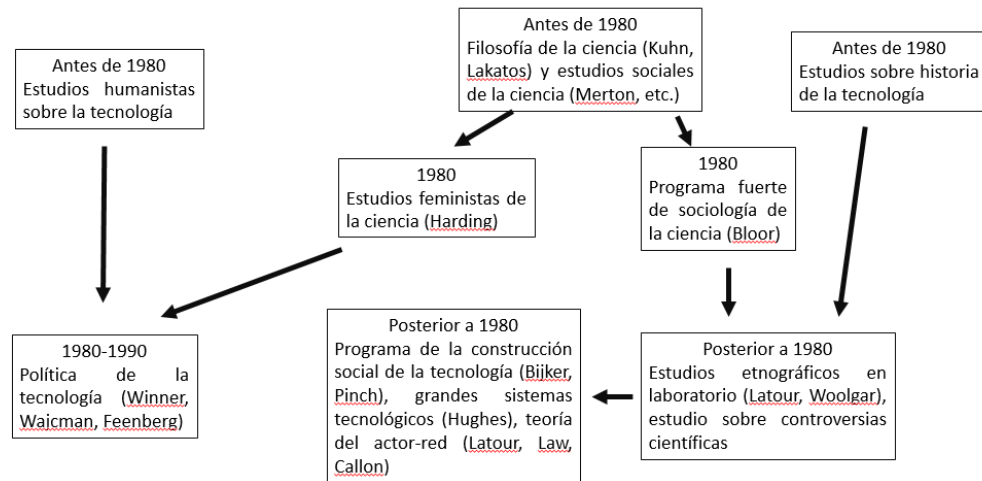 Antes de 1980
Estudios humanistas
sobre la tecnología
Antes de 1980
Filosofía de la ciencia (Kuhn,
Lakatos) y estudios sociales
de la ciencia (Merton, etc.)
Antes de 1980
Estudios sobre historia
de la tecnología
1980
Estudios feministas de
la ciencia (Harding)
1980
Programa fuerte
de sociología de
la ciencia (Bloor)
1980-1990
Política de la
tecnología (Winner,
Wajcman, Feenberg)
Posterior a 1980
Programa de la construcción
social de la tecnología (Bijker,
Pinch), grandes sistemas
tecnológicos (Hughes), teoría
del actor-red (Latour, Law,
Callon)
Posterior a 1980
Estudios etnográficos en
laboratorio (Latour, Woolgar),
estudio sobre controversias
científicas